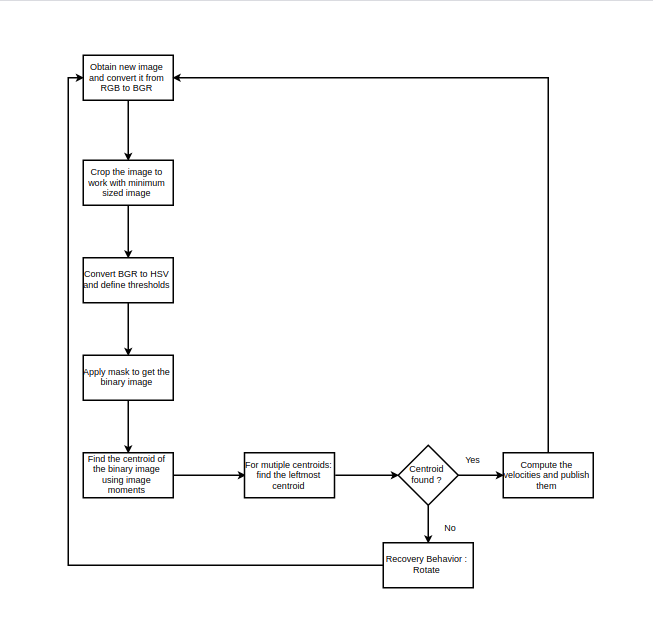 Obtain new image
and convert it from
RGB to BGR
Crop the image to
work with minimum
sized image
Convert BGR to HSV
and define thresholds
Apply mask to get the
binary image
Find the centroid of
the binary image
using image
moments
For mutiple centroids:
find the leftmost
centroid
Centroid
found ?
Yes
Compute the
velocities and publish
them
No
Recovery Behavior :
Rotate